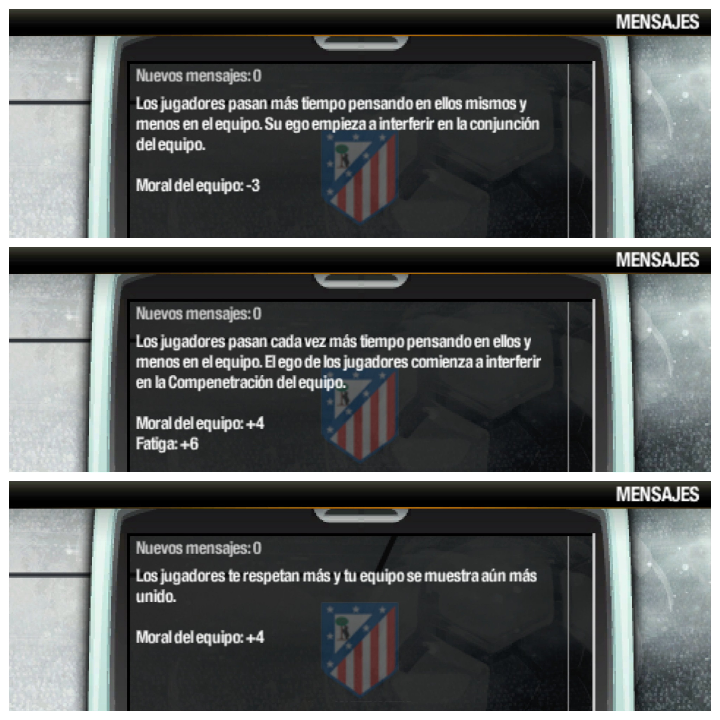 MENSAJES
Nuevos mensajes: 0
Los jugadores pasan más tiempo pensando en ellos mismos y
menos en el equipo. Su ego empieza a interferir en la conjunción
del equipo.
Moral del equipo: -3
MENSAJES
Nuevos mensajes: 0
Los jugadores pasan cada vez más tiempo pensando en ellos y
menos en el equipo. El ego de los jugadores comienza a interferir
en la Compenetración del equipo.
Moral del equipo: +4
Fatiga: +6
MENSAJES
Nuevos mensajes: 0
Los jugadores te respetan más y tu equipo se muestra aún más
unido.
Moral del equipo: +4